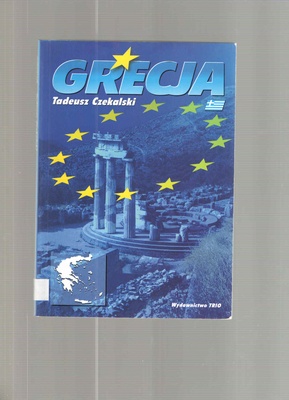 GRECJA
Tadeusz Czekalski
Wydawnictwo TRIO